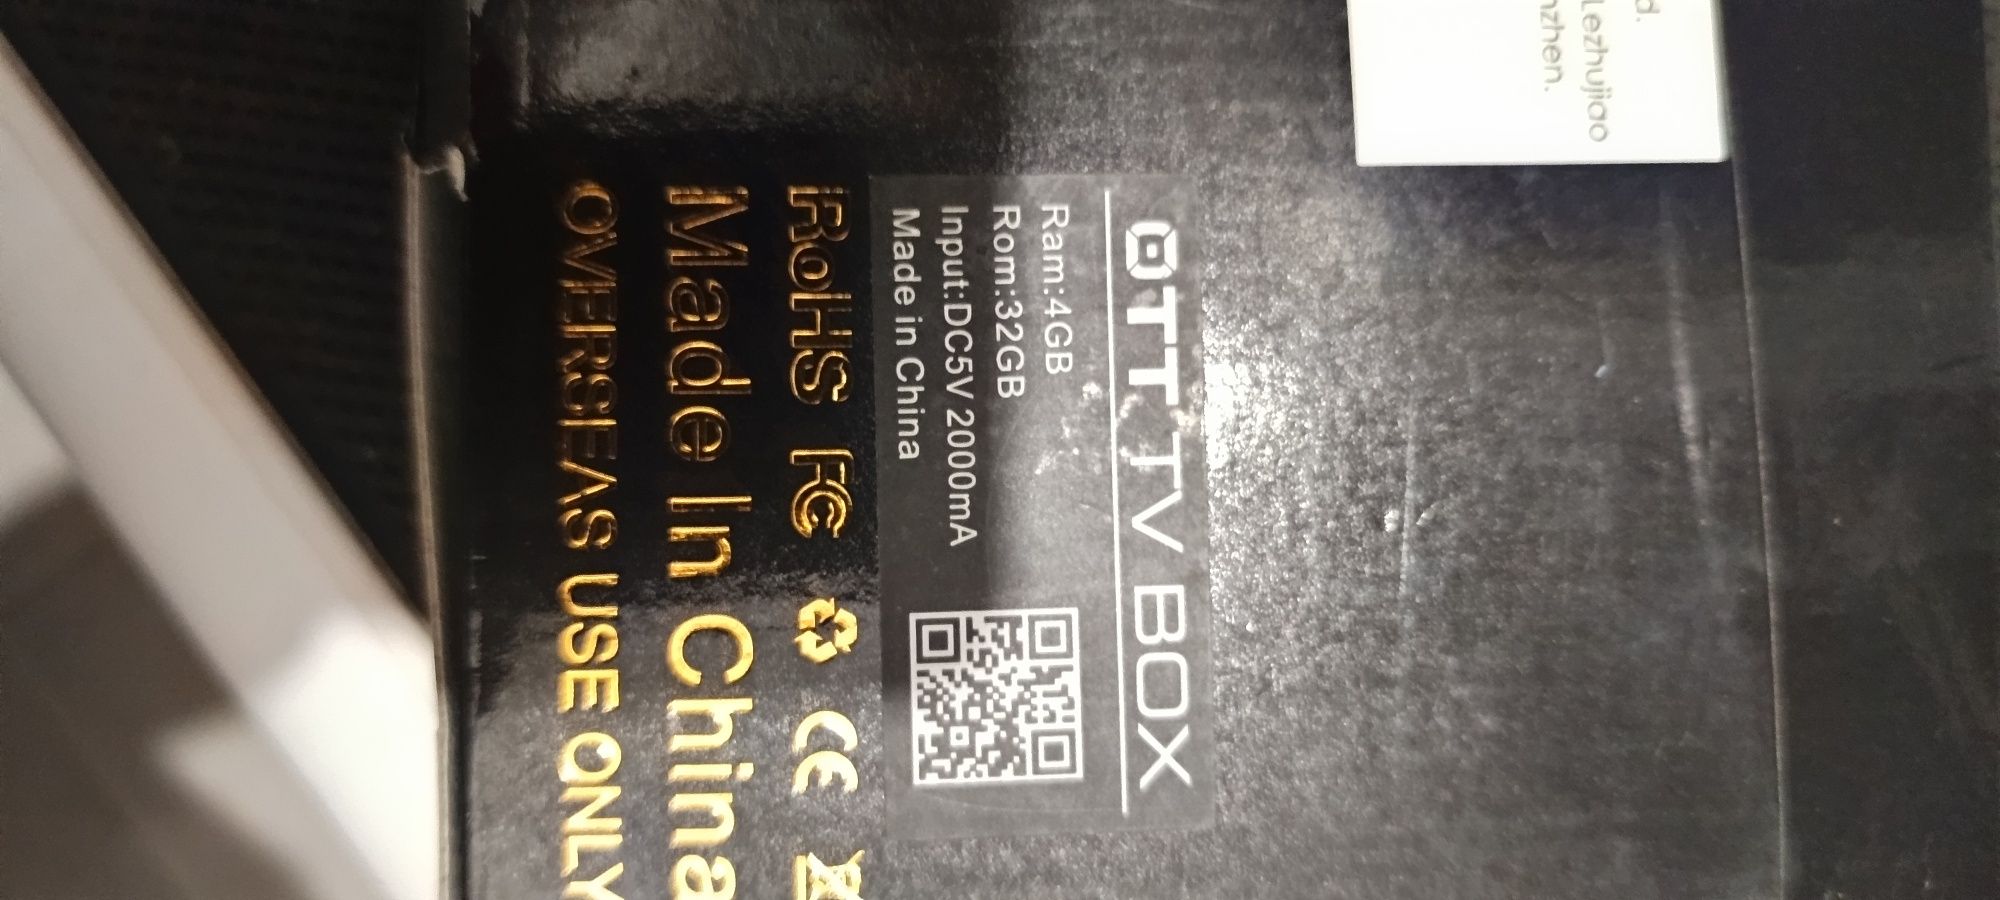 d.
Lezhujiao
nzhen.
OTT TV BOX
Ram:4GB
Rom:32GB
Input:DC5V 2000mA
Made in China
RoHS FC CE
Made In China
OVERSEAS USE ONLY